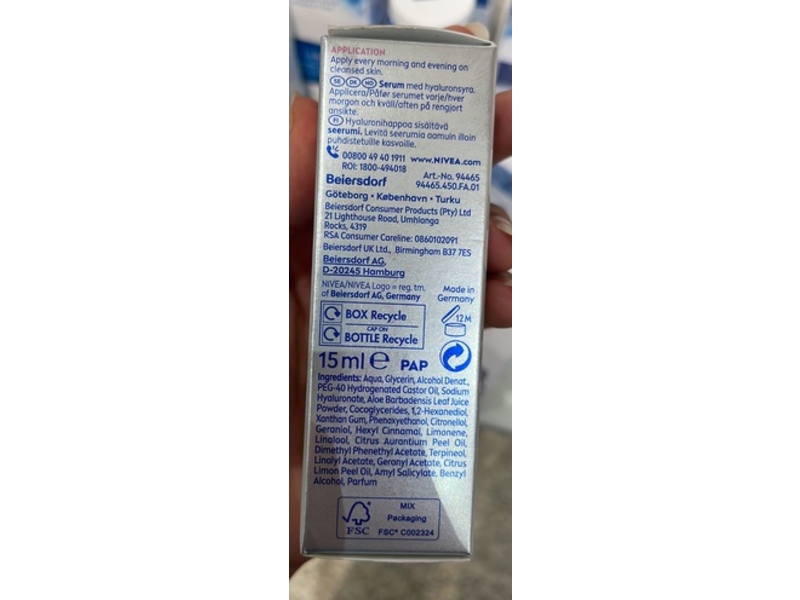 APPLICATION
Apply every morning and evening on
cleansed skin.
SE DK NO Serum med hyaluronsyra.
Applicera/Påfør serumet varje/hver
morgon och kväll/aften på rengjort
ansikte.
FI Hyaluronihappoa sisältävä
seerumi. Levitä seerumia aamuin illoin
puhdistetuille kasvoille.
00800 49 40 1911 www.NIVEA.com
ROI: 1800-494018
Art.-No. 94465
Beiersdorf 94465.450.FA.01
Göteborg • København • Turku
Beiersdorf Consumer Products (Pty) Ltd
21 Lighthouse Road, Umhlanga
Rocks, 4319
RSA Consumer Careline: 0860102091
Beiersdorf UK Ltd., Birmingham B37 7ES
Beiersdorf AG,
D-20245 Hamburg
NIVEA/NIVEA Logo = reg. tm.
of Beiersdorf AG, Germany
Made in
Germany
BOX Recycle
CAP ON
BOTTLE Recycle
12M
15 ml e PAP
Ingredients: Aqua, Glycerin, Alcohol Denat.,
PEG-40 Hydrogenated Castor Oil, Sodium
Hyaluronate, Aloe Barbadensis Leaf Juice
Powder, Cocoglycerides, 1,2-Hexanediol,
Xanthan Gum, Phenoxyethanol, Citronellol,
Geraniol, Hexyl Cinnamal, Limonene,
Linalool, Citrus Aurantium Peel Oil,
Dimethyl Phenethyl Acetate, Terpineol,
Linalyl Acetate, Geranyl Acetate, Citrus
Limon Peel Oil, Amyl Salicylate, Benzyl
Alcohol, Parfum
MIX
Packaging
FSC FSC® C002324